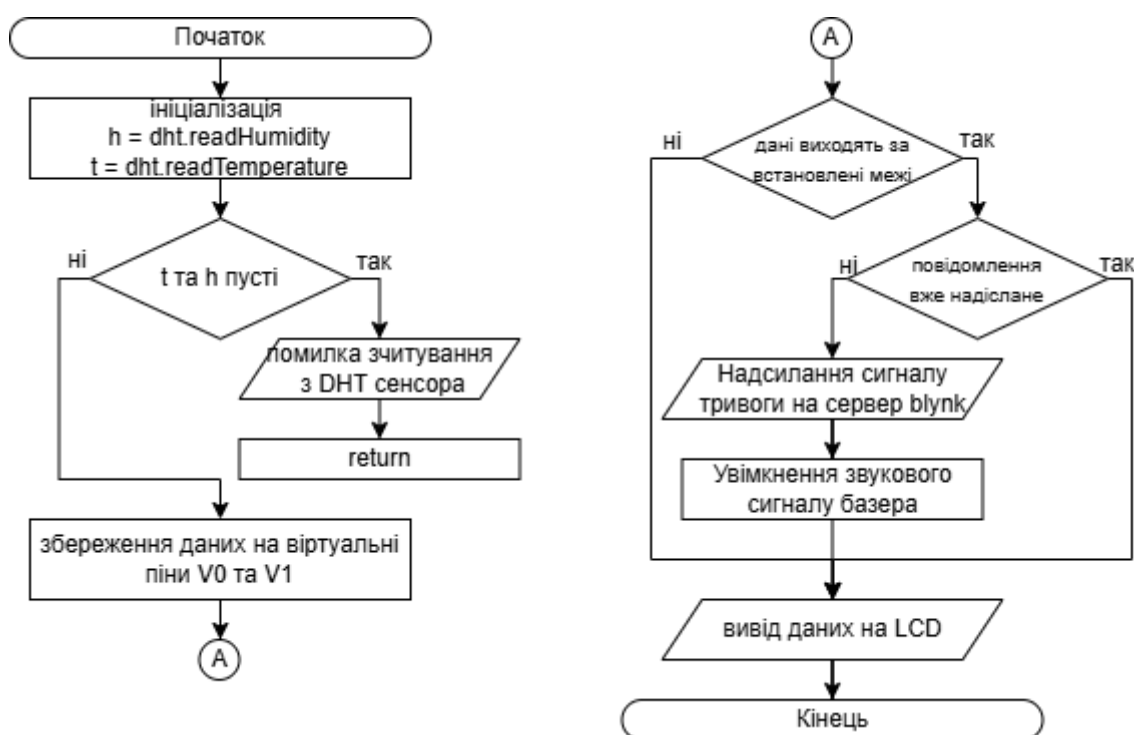 Початок
ініціалізація
h = dht.readHumidity
t = dht.readTemperature
ні
t та h пусті
так
помилка зчитування
з DHT сенсора
return
збереження даних на віртуальні
піни V0 та V1
A
A
ні
дані виходять за
встановлені межі
так
ні
повідомлення
вже надіслане
так
Надсилання сигналу
тривоги на сервер blynk
Увімкнення звукового
сигналу базера
вивід даних на LCD
Кінець